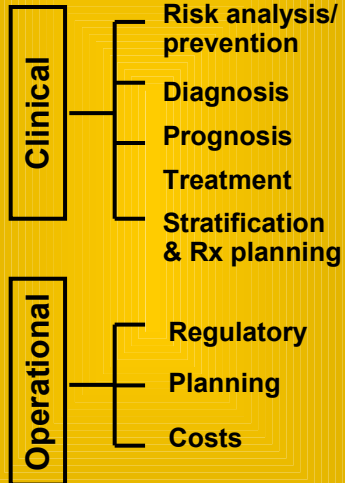 Clinical
Risk analysis/
prevention
Diagnosis
Prognosis
Treatment
Stratification
& Rx planning
Operational
Regulatory
Planning
Costs